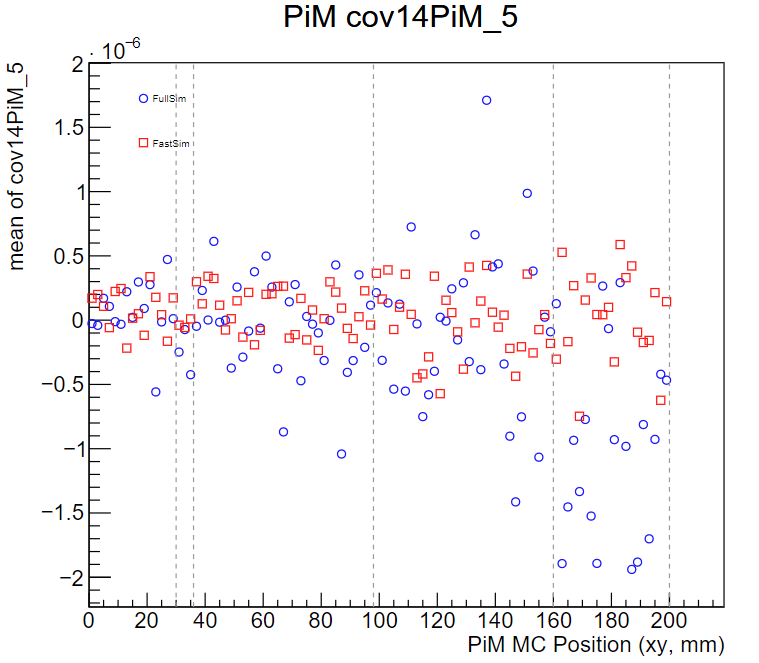 PiM cov14PiM_5
2 · 10⁻⁶
FullSim
FastSim
1.5
1
0.5
0
−0.5
−1
−1.5
−2
mean of cov14PiM_5
0 20 40 60 80 100 120 140 160 180 200
PiM MC Position (xy, mm)